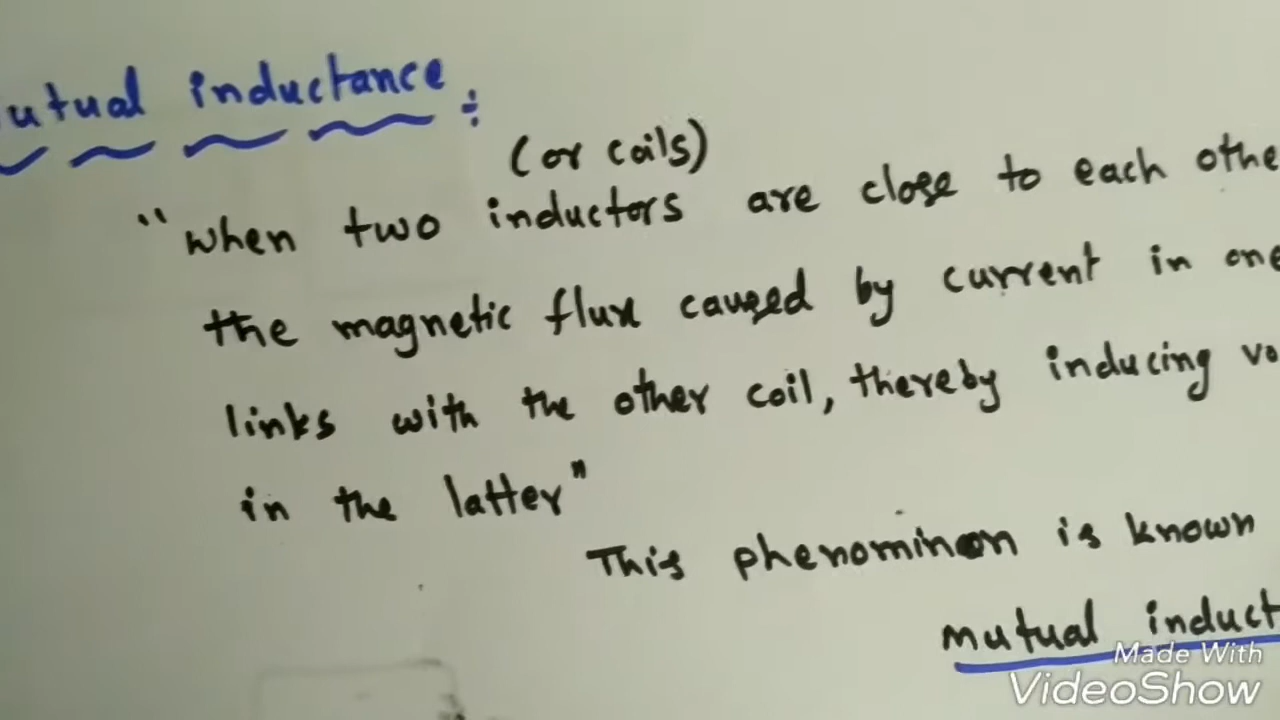 utual inductance :
(or coils)
"when two inductors are close to each othe
the magnetic flux caused by current in one
links with the other coil, thereby inducing vo
in the latter"
This phenominon is known
mutual induct
Made With
VideoShow